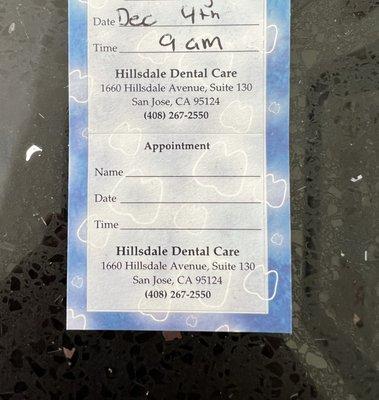 Date Dec 4th
Time 9 am
Hillsdale Dental Care
1660 Hillsdale Avenue, Suite 130
San Jose, CA 95124
(408) 267-2550
Appointment
Name
Date
Time
Hillsdale Dental Care
1660 Hillsdale Avenue, Suite 130
San Jose, CA 95124
(408) 267-2550